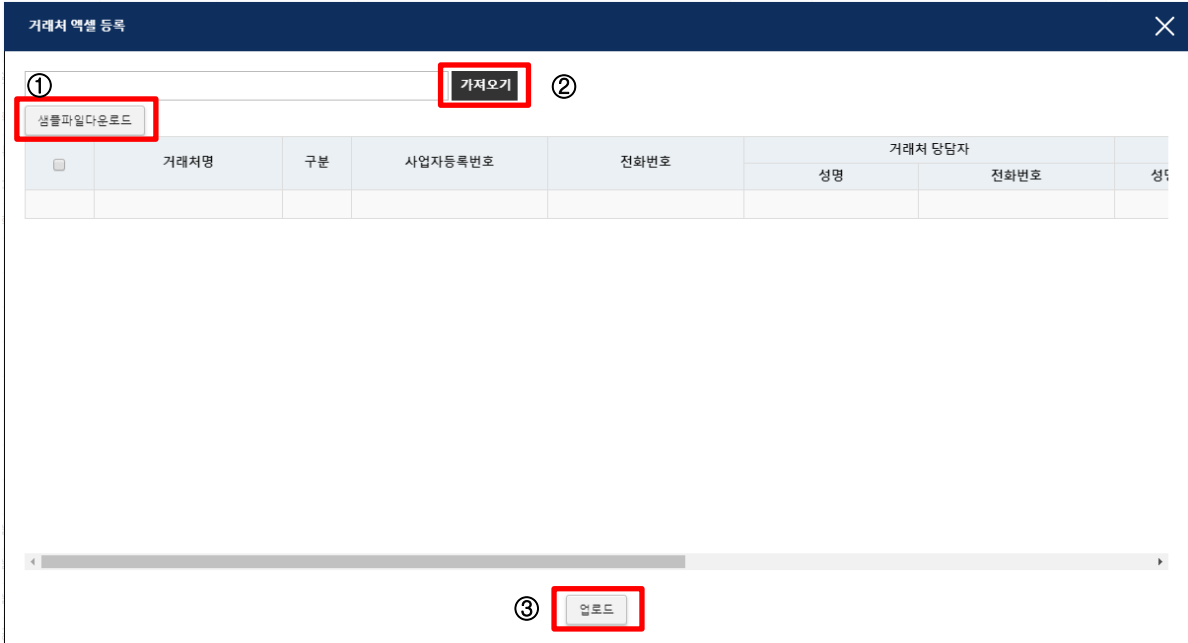 거래처 엑셀 등록
①
가져오기 ②
샘플파일다운로드
거래처명 구분 사업자등록번호 전화번호 거래처 담당자
성명 전화번호
③ 업로드